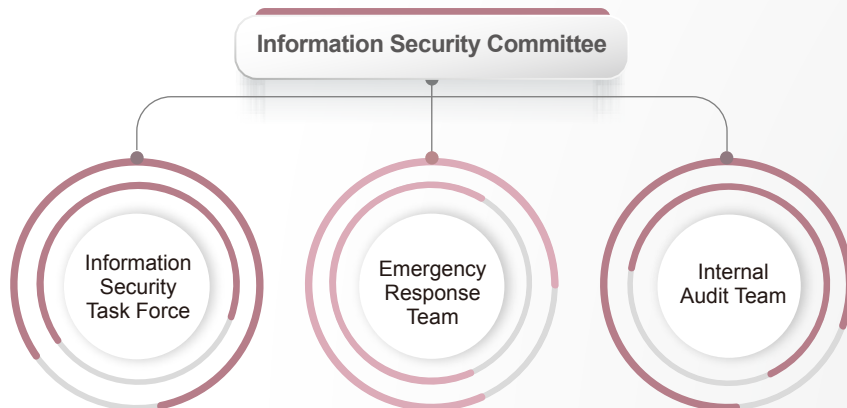 Information Security Committee
Information
Security
Task Force
Emergency
Response
Team
Internal
Audit Team